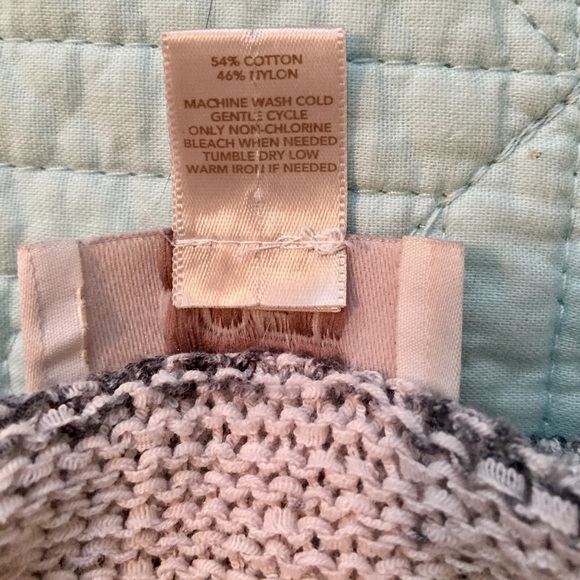 54% COTTON
46% NYLON
MACHINE WASH COLD
GENTLE CYCLE
ONLY NON-CHLORINE
BLEACH WHEN NEEDED
TUMBLE DRY LOW
WARM IRON IF NEEDED